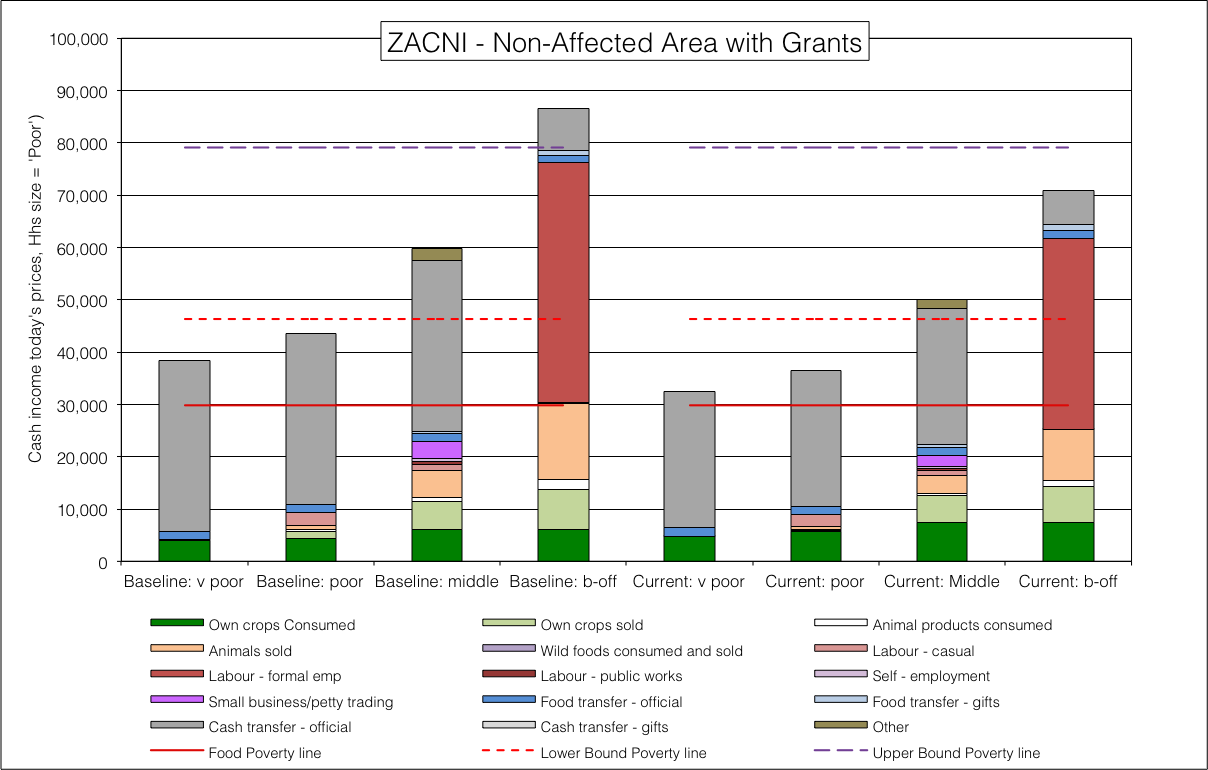 ZACNI - Non-Affected Area with Grants
Cash income today's prices, Hhs size = 'Poor')
100,000
90,000
80,000
70,000
60,000
50,000
40,000
30,000
20,000
10,000
0
Baseline: v poor Baseline: poor Baseline: middle Baseline: b-off Current: v poor Current: poor Current: Middle Current: b-off
Own crops Consumed Own crops sold Animal products consumed
Animals sold Wild foods consumed and sold Labour - casual
Labour - formal emp Labour - public works Self - employment
Small business/petty trading Food transfer - official Food transfer - gifts
Cash transfer - official Cash transfer - gifts Other
Food Poverty line Lower Bound Poverty line Upper Bound Poverty line